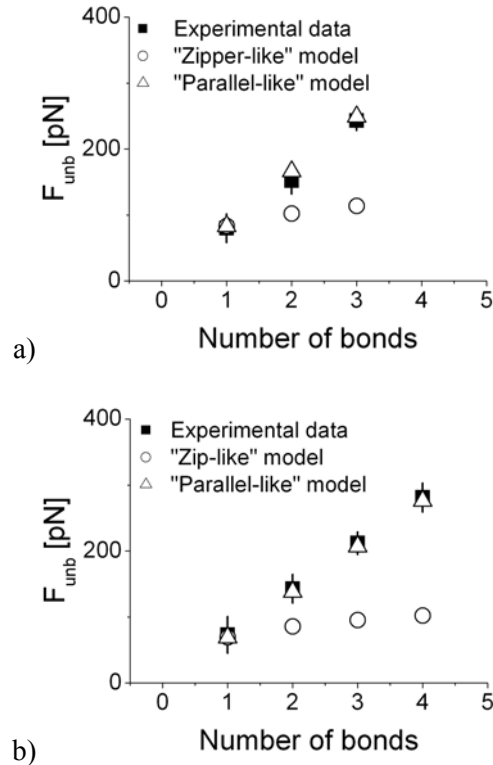 400
Experimental data
"Zipper-like" model
"Parallel-like" model
F_unb [pN]
200
0
0 1 2 3 4 5
Number of bonds
a)
400
Experimental data
"Zip-like" model
"Parallel-like" model
F_unb [pN]
200
0
0 1 2 3 4 5
Number of bonds
b)